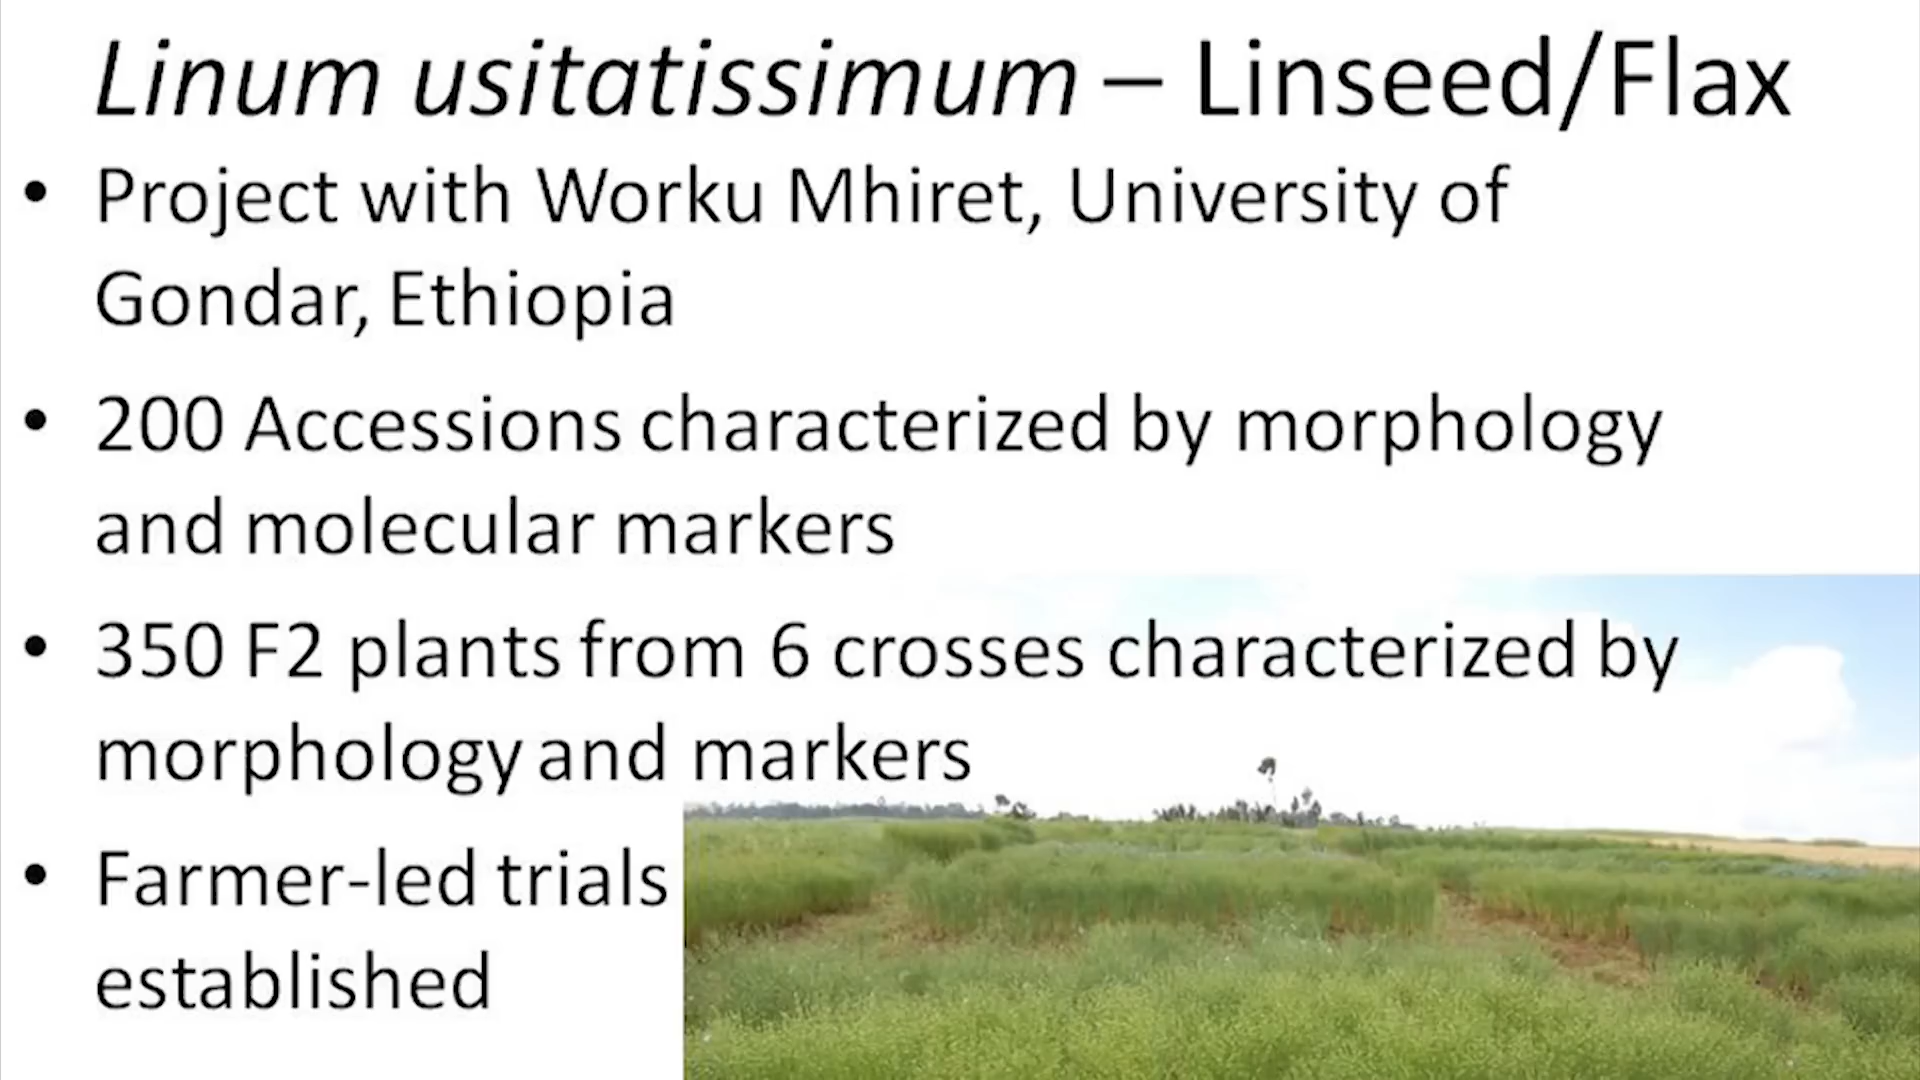 Linum usitatissimum – Linseed/Flax
• Project with Worku Mhiret, University of
Gondar, Ethiopia
• 200 Accessions characterized by morphology
and molecular markers
• 350 F2 plants from 6 crosses characterized by
morphology and markers
• Farmer-led trials
established